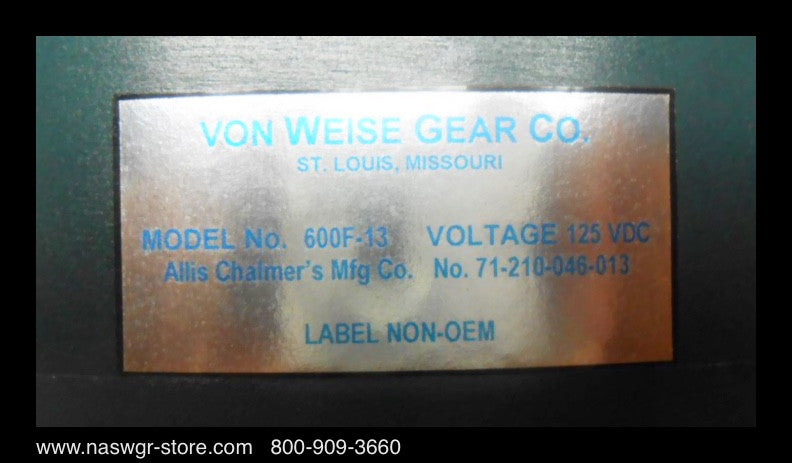 VON WEISE GEAR CO.
ST. LOUIS, MISSOURI
MODEL No. 600F-13 VOLTAGE 125 VDC
Allis Chalmer's Mfg Co. No. 71-210-046-013
LABEL NON-OEM
www.naswgr-store.com 800-909-3660